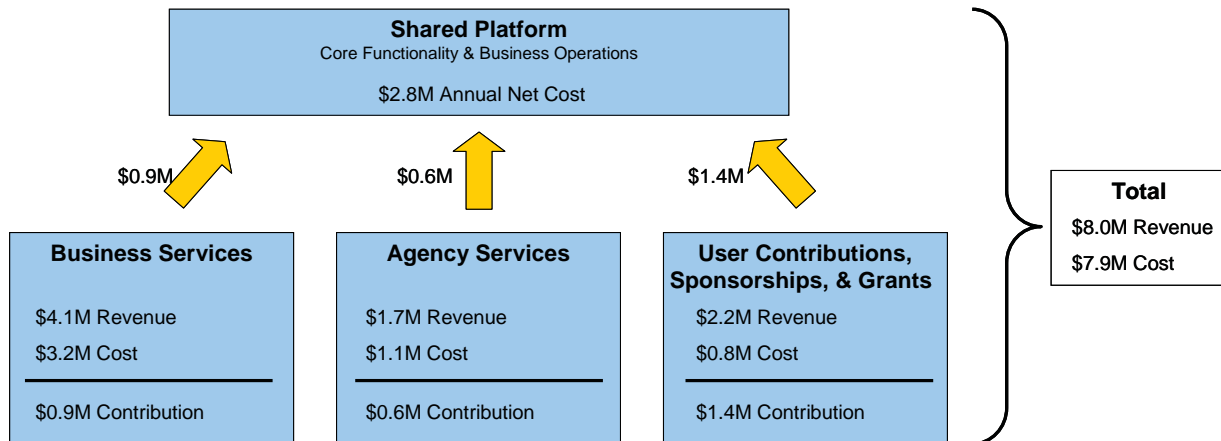 Shared Platform
Core Functionality & Business Operations
$2.8M Annual Net Cost
$0.9M
$0.6M
$1.4M
Business Services
$4.1M Revenue
$3.2M Cost
$0.9M Contribution
Agency Services
$1.7M Revenue
$1.1M Cost
$0.6M Contribution
User Contributions,
Sponsorships, & Grants
$2.2M Revenue
$0.8M Cost
$1.4M Contribution
Total
$8.0M Revenue
$7.9M Cost